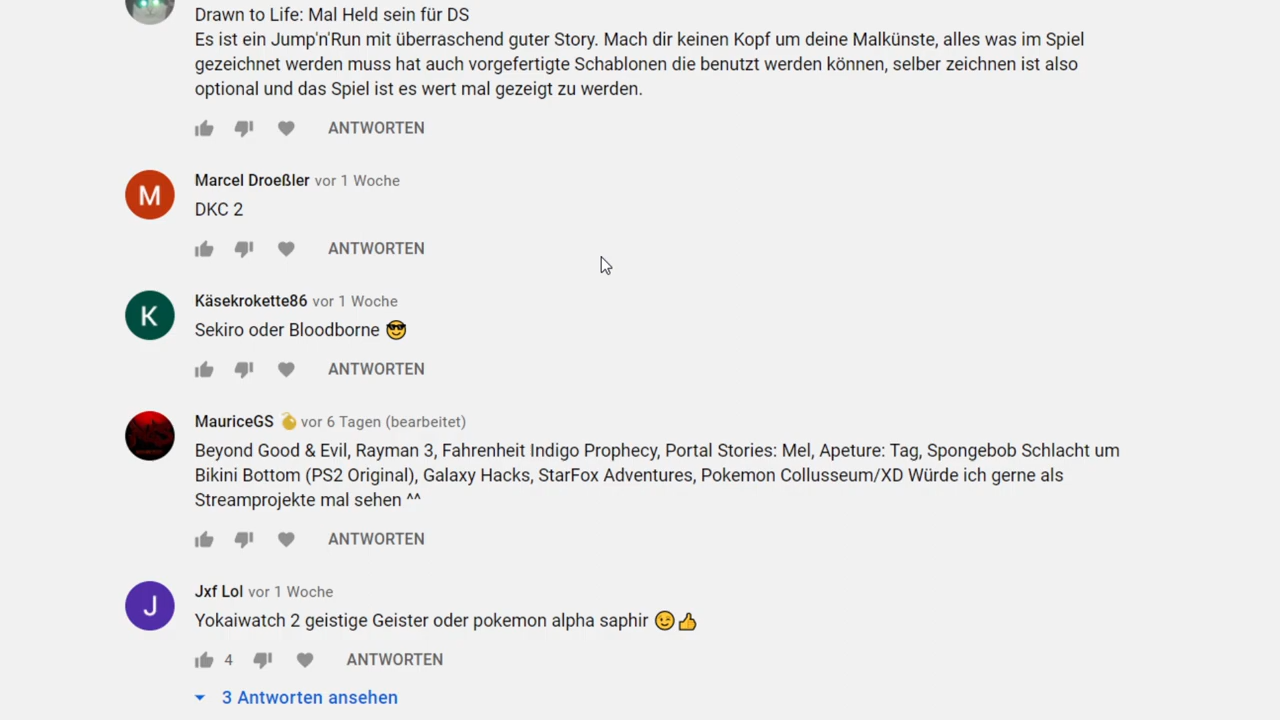 Drawn to Life: Mal Held sein für DS
Es ist ein Jump'n'Run mit überraschend guter Story. Mach dir keinen Kopf um deine Malkünste, alles was im Spiel
gezeichnet werden muss hat auch vorgefertigte Schablonen die benutzt werden können, selber zeichnen ist also
optional und das Spiel ist es wert mal gezeigt zu werden.
ANTWORTEN
M
Marcel Droeßler vor 1 Woche
DKC 2
ANTWORTEN
K
Käsekrokette86 vor 1 Woche
Sekiro oder Bloodborne 😎
ANTWORTEN
MauriceGS vor 6 Tagen (bearbeitet)
Beyond Good & Evil, Rayman 3, Fahrenheit Indigo Prophecy, Portal Stories: Mel, Apeture: Tag, Spongebob Schlacht um
Bikini Bottom (PS2 Original), Galaxy Hacks, StarFox Adventures, Pokemon Collusseum/XD Würde ich gerne als
Streamprojekte mal sehen ^^
ANTWORTEN
J
Jxf Lol vor 1 Woche
Yokaiwatch 2 geistige Geister oder pokemon alpha saphir 😉👍
4 ANTWORTEN
3 Antworten ansehen